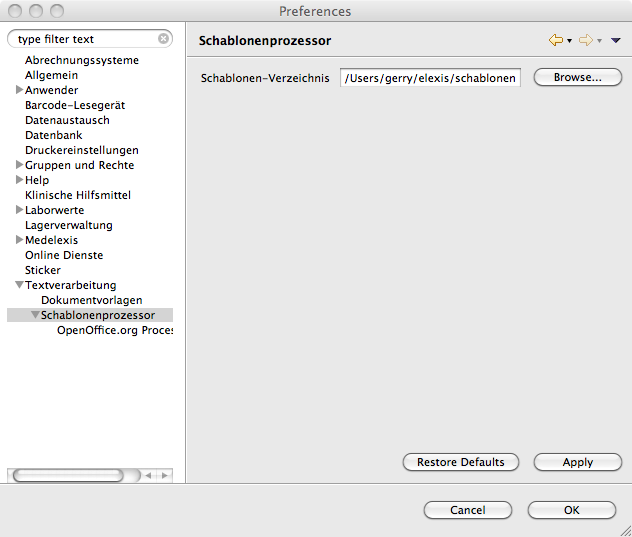 Preferences
type filter text
Schablonenprozessor
Abrechnungssysteme
Allgemein
Anwender
Barcode-Lesegerät
Datenaustausch
Datenbank
Druckereinstellungen
Gruppen und Rechte
Help
Klinische Hilfsmittel
Laborwerte
Lagerverwaltung
Medelexis
Online Dienste
Sticker
Textverarbeitung
Dokumentvorlagen
Schablonenprozessor
OpenOffice.org Proces
Schablonen-Verzeichnis /Users/gerry/elexis/schablonen Browse...
Restore Defaults Apply
Cancel OK